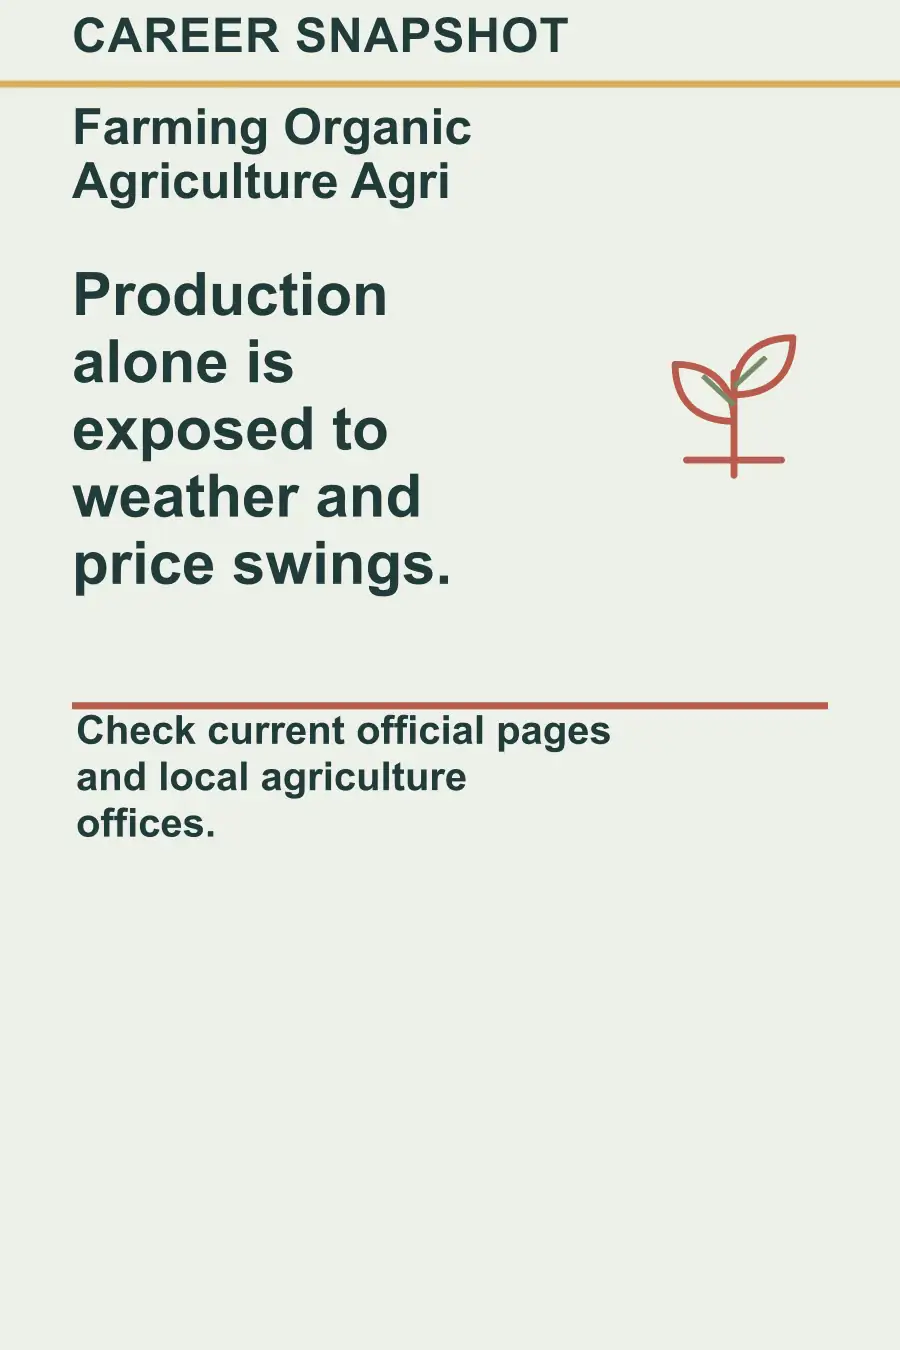 CAREER SNAPSHOT
Farming Organic
Agriculture Agri
Production
alone is
exposed to
weather and
price swings.
Check current official pages
and local agriculture
offices.